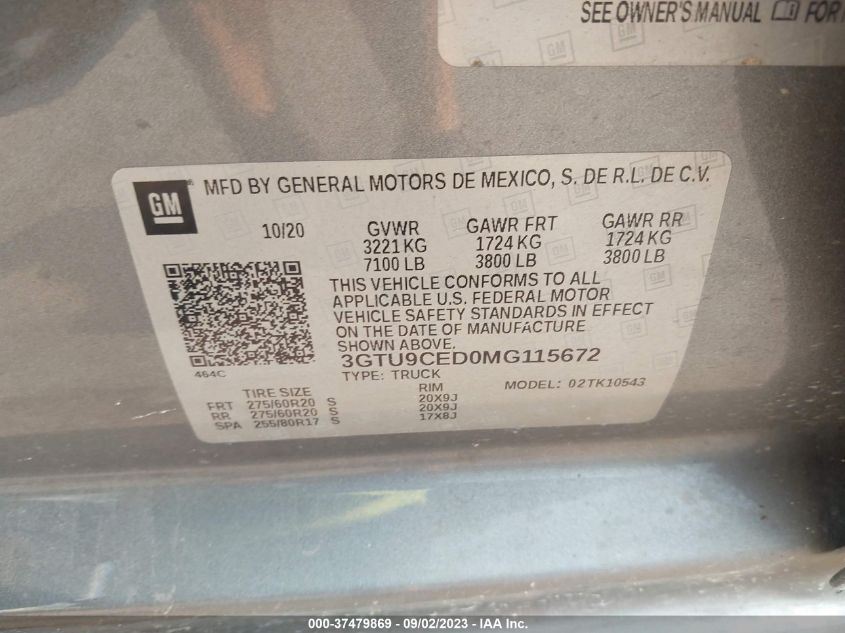 SEE OWNER'S MANUAL FOR
GM
MFD BY GENERAL MOTORS DE MEXICO, S. DE R.L. DE C.V.
10/20 GVWR GAWR FRT GAWR RR
3221 KG 1724 KG 1724 KG
7100 LB 3800 LB 3800 LB
THIS VEHICLE CONFORMS TO ALL
APPLICABLE U.S. FEDERAL MOTOR
VEHICLE SAFETY STANDARDS IN EFFECT
ON THE DATE OF MANUFACTURE
SHOWN ABOVE.
3GTU9CED0MG115672
464C
TYPE: TRUCK MODEL: 02TK10543
TIRE SIZE RIM
FRT 275/60R20 S 20X9J
RR 275/60R20 S 20X9J
SPA 255/80R17 S 17X8J
000-37479869 - 09/02/2023 - IAA Inc.